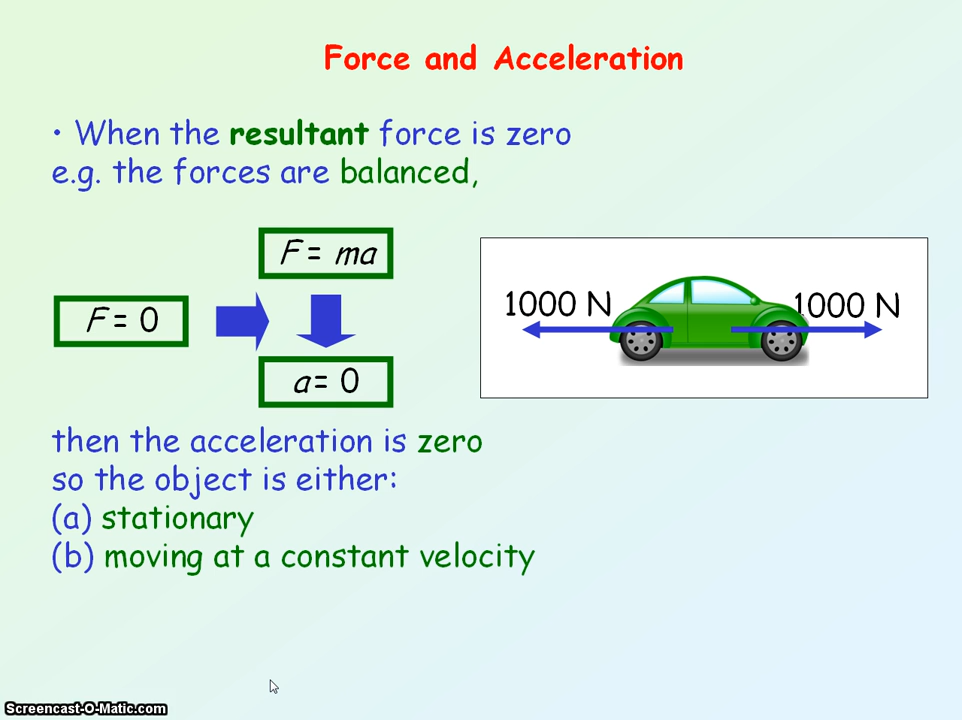 Force and Acceleration
• When the resultant force is zero
e.g. the forces are balanced,
F = ma
F = 0
a = 0
1000 N
1000 N
then the acceleration is zero
so the object is either:
(a) stationary
(b) moving at a constant velocity
Screencast-O-Matic.com